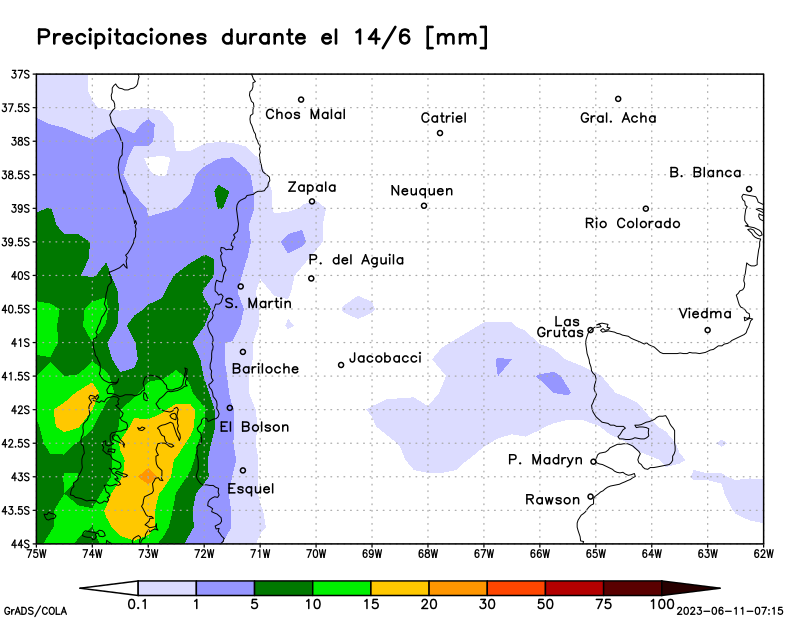 Precipitaciones durante el 14/6 [mm]
37S
37.5S
38S
38.5S
39S
39.5S
40S
40.5S
41S
41.5S
42S
42.5S
43S
43.5S
44S
Chos Malal
Catriel
Gral. Acha
B. Blanca
Zapala
Neuquen
Rio Colorado
P. del Aguila
S. Martin
Viedma
Las
Grutas
Bariloche
Jacobacci
El Bolson
Esquel
P. Madryn
Rawson
75W 74W 73W 72W 71W 70W 69W 68W 67W 66W 65W 64W 63W 62W
0.1 1 5 10 15 20 30 50 75 100
GrADS/COLA
2023-06-11-07:15